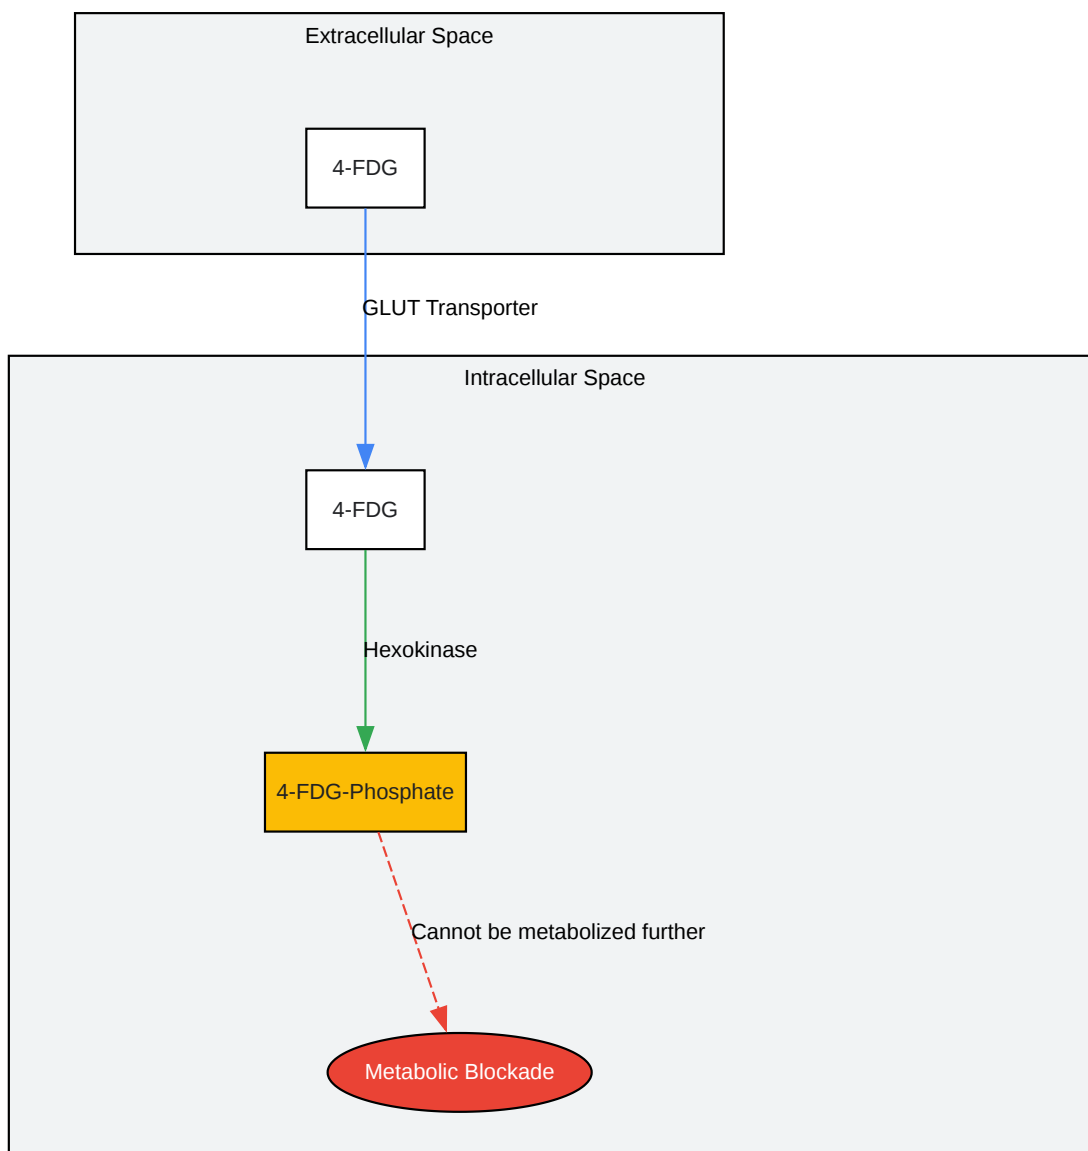 Extracellular Space
4-FDG
GLUT Transporter
Intracellular Space
4-FDG
Hexokinase
4-FDG-Phosphate
Cannot be metabolized further
Metabolic Blockade